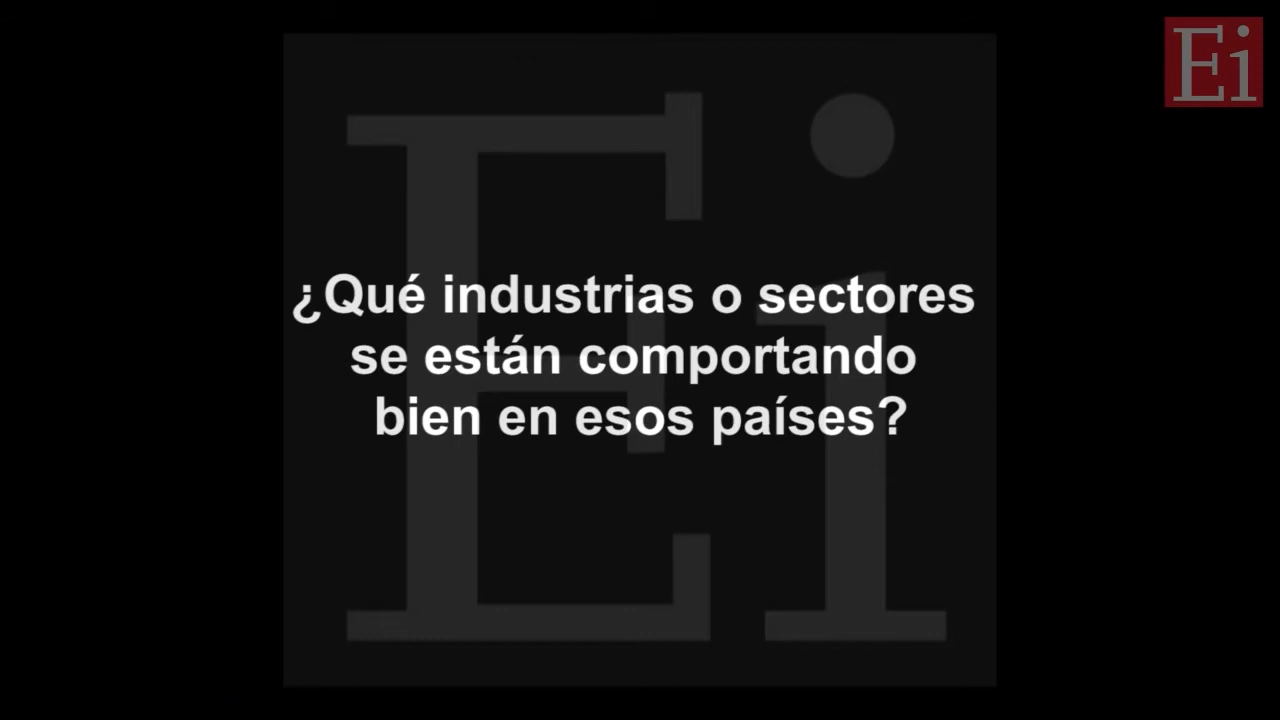 Ei
¿Qué industrias o sectores
se están comportando
bien en esos países?